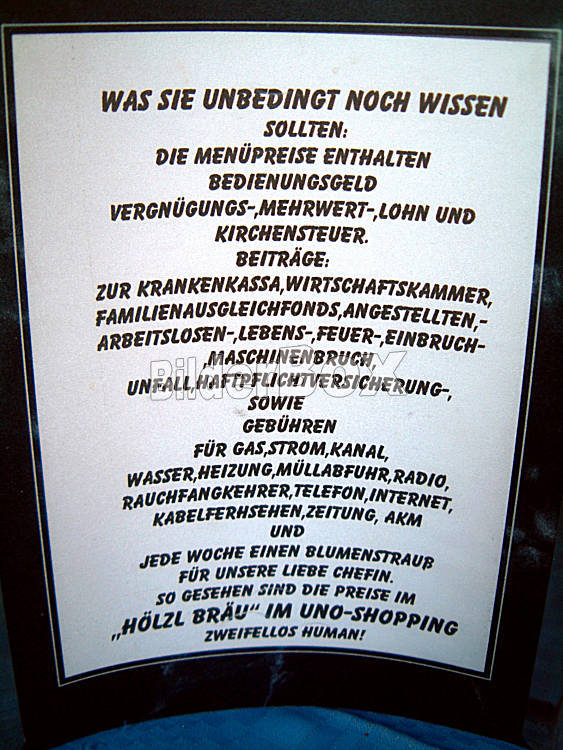 WAS SIE UNBEDINGT NOCH WISSEN
SOLLTEN:
DIE MENÜPREISE ENTHALTEN
BEDIENUNGSGELD
VERGNÜGUNGS-,MEHRWERT-,LOHN UND
KIRCHENSTEUER.
BEITRÄGE:
ZUR KRANKENKASSA,WIRTSCHAFTSKAMMER,
FAMILIENAUSGLEICHFONDS,ANGESTELLTEN,-
ARBEITSLOSEN-,LEBENS-,FEUER-,EINBRUCH-
,MASCHINENBRUCH,
UNFALL,HAFTPFLICHTVERSICHERUNG-,
BilderBOX
SOWIE
GEBÜHREN
FÜR GAS,STROM,KANAL,
WASSER,HEIZUNG,MÜLLABFUHR,RADIO,
RAUCHFANGKEHRER,TELEFON,INTERNET,
KABELFERHSEHEN,ZEITUNG, AKM
UND
JEDE WOCHE EINEN BLUMENSTRAUß
FÜR UNSERE LIEBE CHEFIN.
SO GESEHEN SIND DIE PREISE IM
„HÖLZL BRÄU“ IM UNO-SHOPPING
ZWEIFELLOS HUMAN!